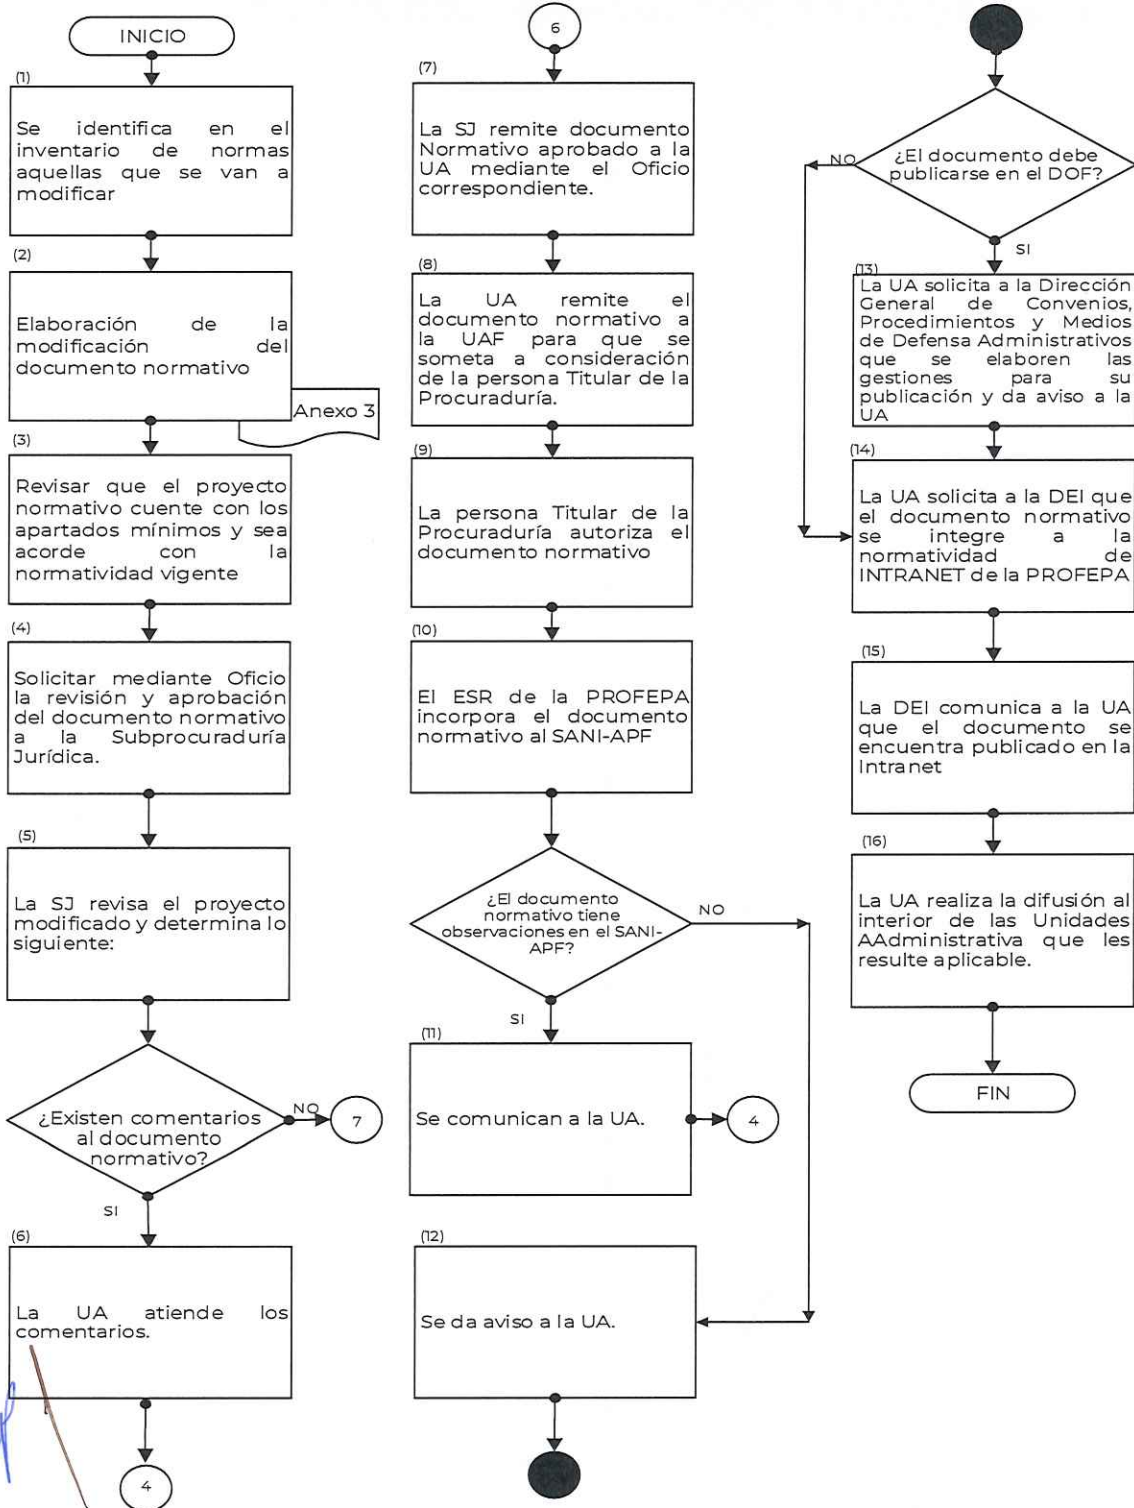 INICIO
(1)
Se identifica en el
inventario de normas
aquellas que se van a
modificar
(2)
Elaboración de la
modificación del
documento normativo
Anexo 3
(3)
Revisar que el proyecto
normativo cuente con los
apartados mínimos y sea
acorde con la
normatividad vigente
(4)
Solicitar mediante Oficio
la revisión y aprobación
del documento normativo
a la Subprocuraduría
Jurídica.
(5)
La SJ revisa el proyecto
modificado y determina lo
siguiente:
¿Existen comentarios
al documento
normativo?
NO
7
SI
(6)
La UA atiende los
comentarios.
4
6
(7)
La SJ remite documento
Normativo aprobado a la
UA mediante el Oficio
correspondiente.
(8)
La UA remite el
documento normativo a
la UAF para que se
someta a consideración
de la persona Titular de la
Procuraduría.
(9)
La persona Titular de la
Procuraduría autoriza el
documento normativo
(10)
El ESR de la PROFEPA
incorpora el documento
normativo al SANI-APF
¿El documento
normativo tiene
observaciones en el SANI-
APF?
NO
SI
(11)
Se comunican a la UA.
4
(12)
Se da aviso a la UA.
¿El documento debe
publicarse en el DOF?
NO
SI
(13)
La UA solicita a la Dirección
General de Convenios,
Procedimientos y Medios
de Defensa Administrativos
que se elaboren las
gestiones para su
publicación y da aviso a la
UA
(14)
La UA solicita a la DEI que
el documento normativo
se integre a la
normatividad de
INTRANET de la PROFEPA
(15)
La DEI comunica a la UA
que el documento se
encuentra publicado en la
Intranet
(16)
La UA realiza la difusión al
interior de las Unidades
AAdministrativa que les
resulte aplicable.
FIN